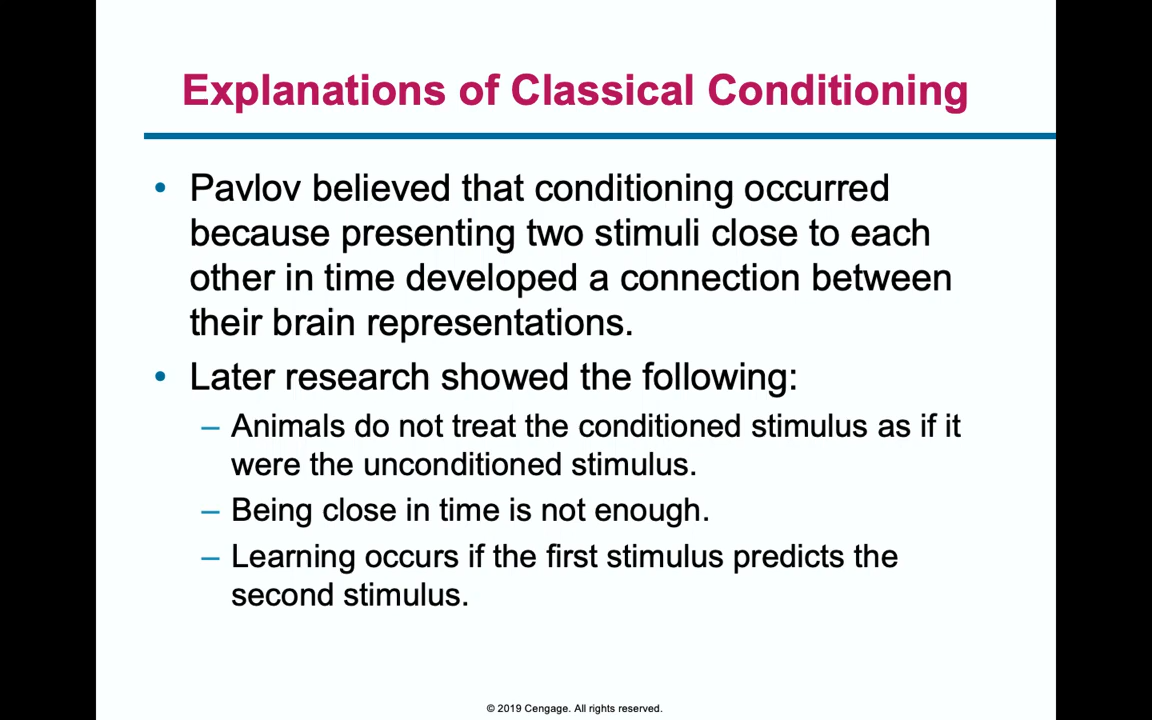 Explanations of Classical Conditioning
• Pavlov believed that conditioning occurred
because presenting two stimuli close to each
other in time developed a connection between
their brain representations.
• Later research showed the following:
– Animals do not treat the conditioned stimulus as if it
were the unconditioned stimulus.
– Being close in time is not enough.
– Learning occurs if the first stimulus predicts the
second stimulus.
© 2019 Cengage. All rights reserved.